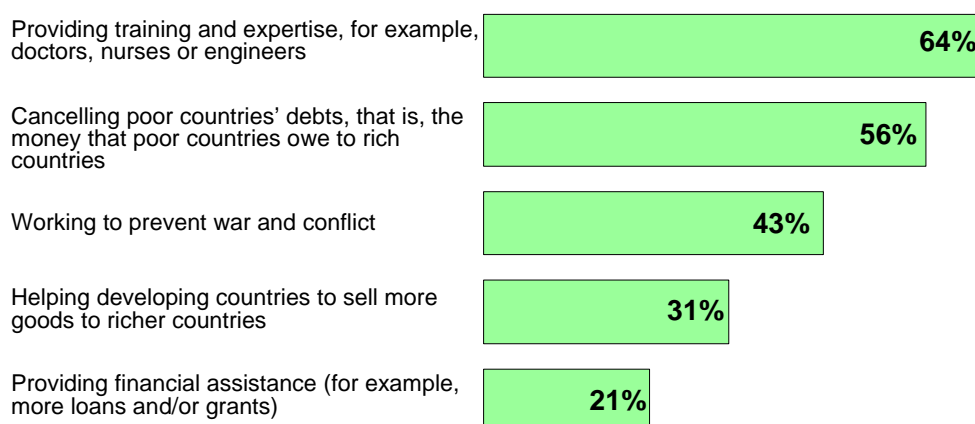 Providing training and expertise, for example,
doctors, nurses or engineers
64%
Cancelling poor countries’ debts, that is, the
money that poor countries owe to rich
countries
56%
Working to prevent war and conflict
43%
Helping developing countries to sell more
goods to richer countries
31%
Providing financial assistance (for example,
more loans and/or grants)
21%